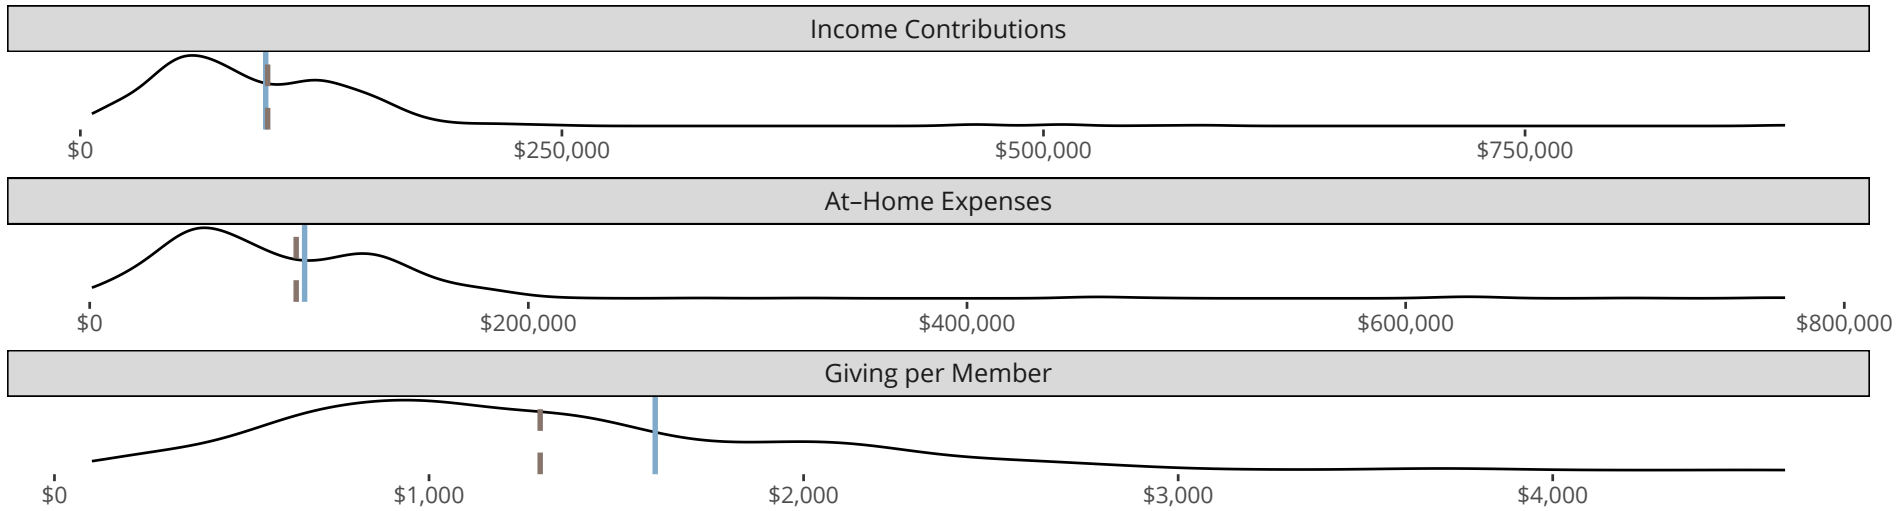 Income Contributions
$0 $250,000 $500,000 $750,000
At–Home Expenses
$0 $200,000 $400,000 $600,000 $800,000
Giving per Member
$0 $1,000 $2,000 $3,000 $4,000